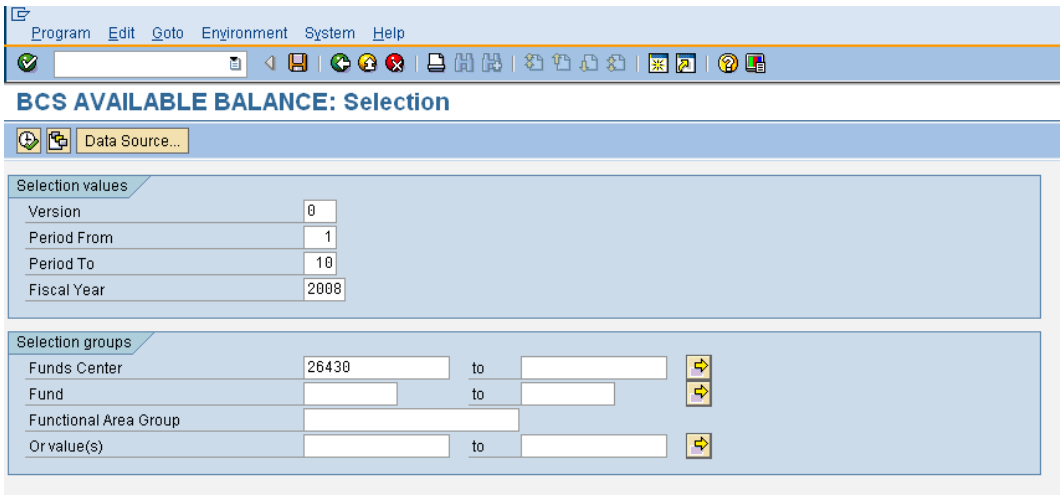 Program Edit Goto Environment System Help
BCS AVAILABLE BALANCE: Selection
Data Source...
Selection values
Version 0
Period From 1
Period To 10
Fiscal Year 2008
Selection groups
Funds Center 26430 to
Fund to
Functional Area Group
Or value(s) to